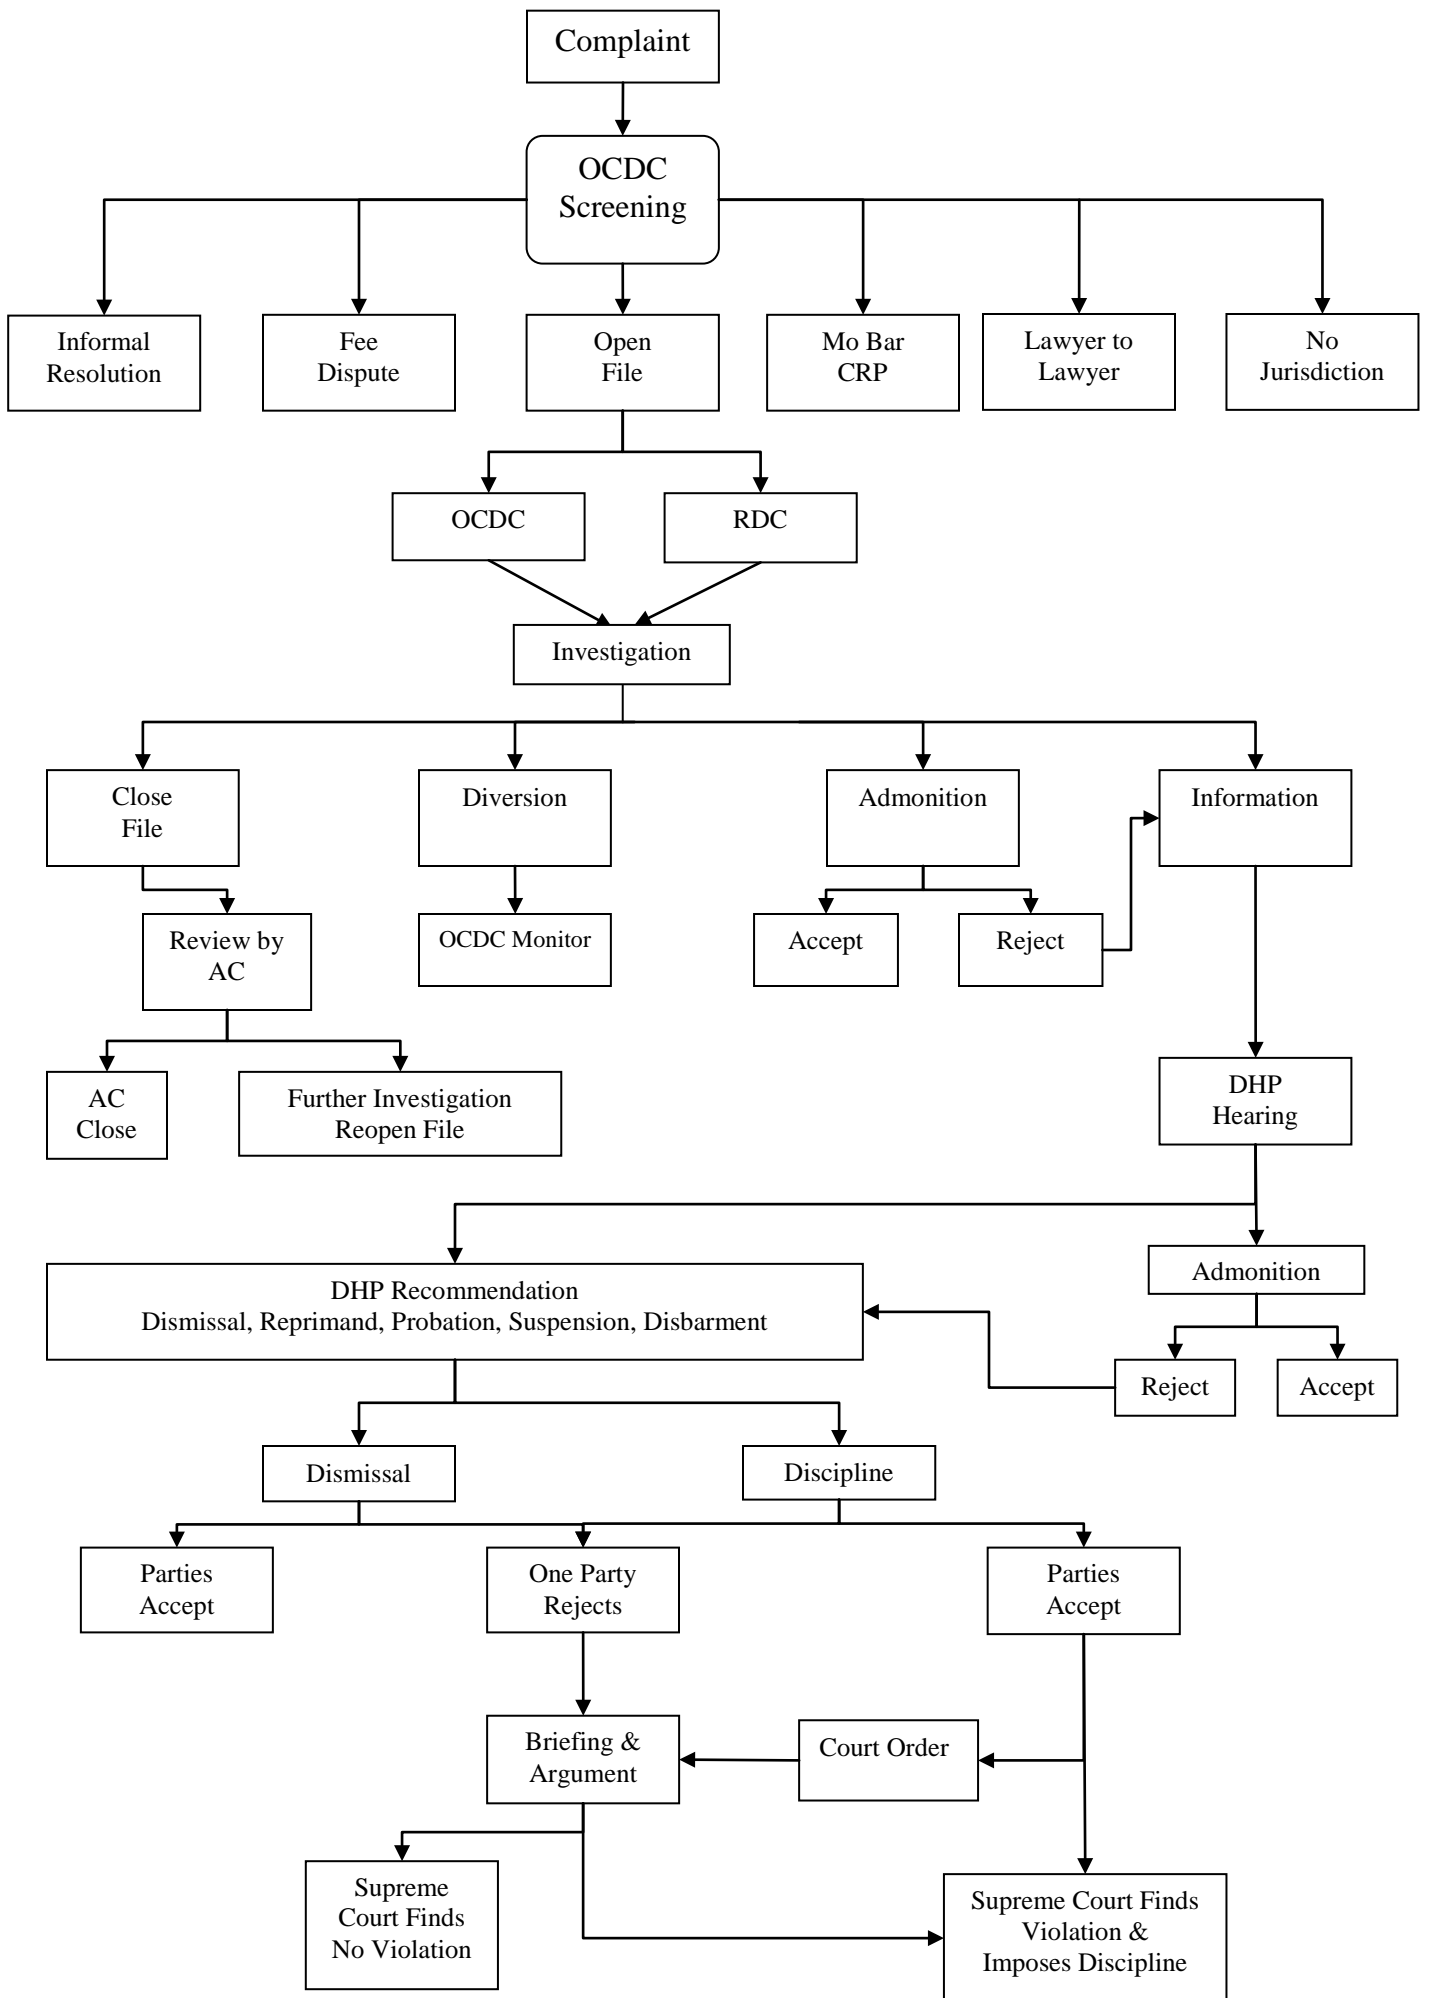 Complaint
OCDC
Screening
Informal
Resolution
Fee
Dispute
Open
File
Mo Bar
CRP
Lawyer to
Lawyer
No
Jurisdiction
OCDC
RDC
Investigation
Close
File
Diversion
Admonition
Information
Review by
AC
OCDC Monitor
Accept
Reject
AC
Close
Further Investigation
Reopen File
DHP
Hearing
DHP Recommendation
Dismissal, Reprimand, Probation, Suspension, Disbarment
Admonition
Reject
Accept
Dismissal
Discipline
Parties
Accept
One Party
Rejects
Parties
Accept
Briefing &
Argument
Court Order
Supreme
Court Finds
No Violation
Supreme Court Finds
Violation &
Imposes Discipline